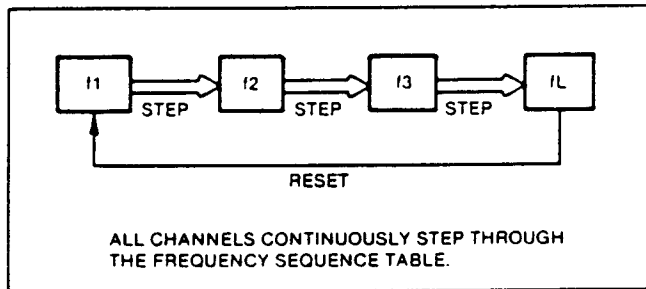 f1 f2 f3 fL
STEP STEP STEP
RESET
ALL CHANNELS CONTINUOUSLY STEP THROUGH
THE FREQUENCY SEQUENCE TABLE.